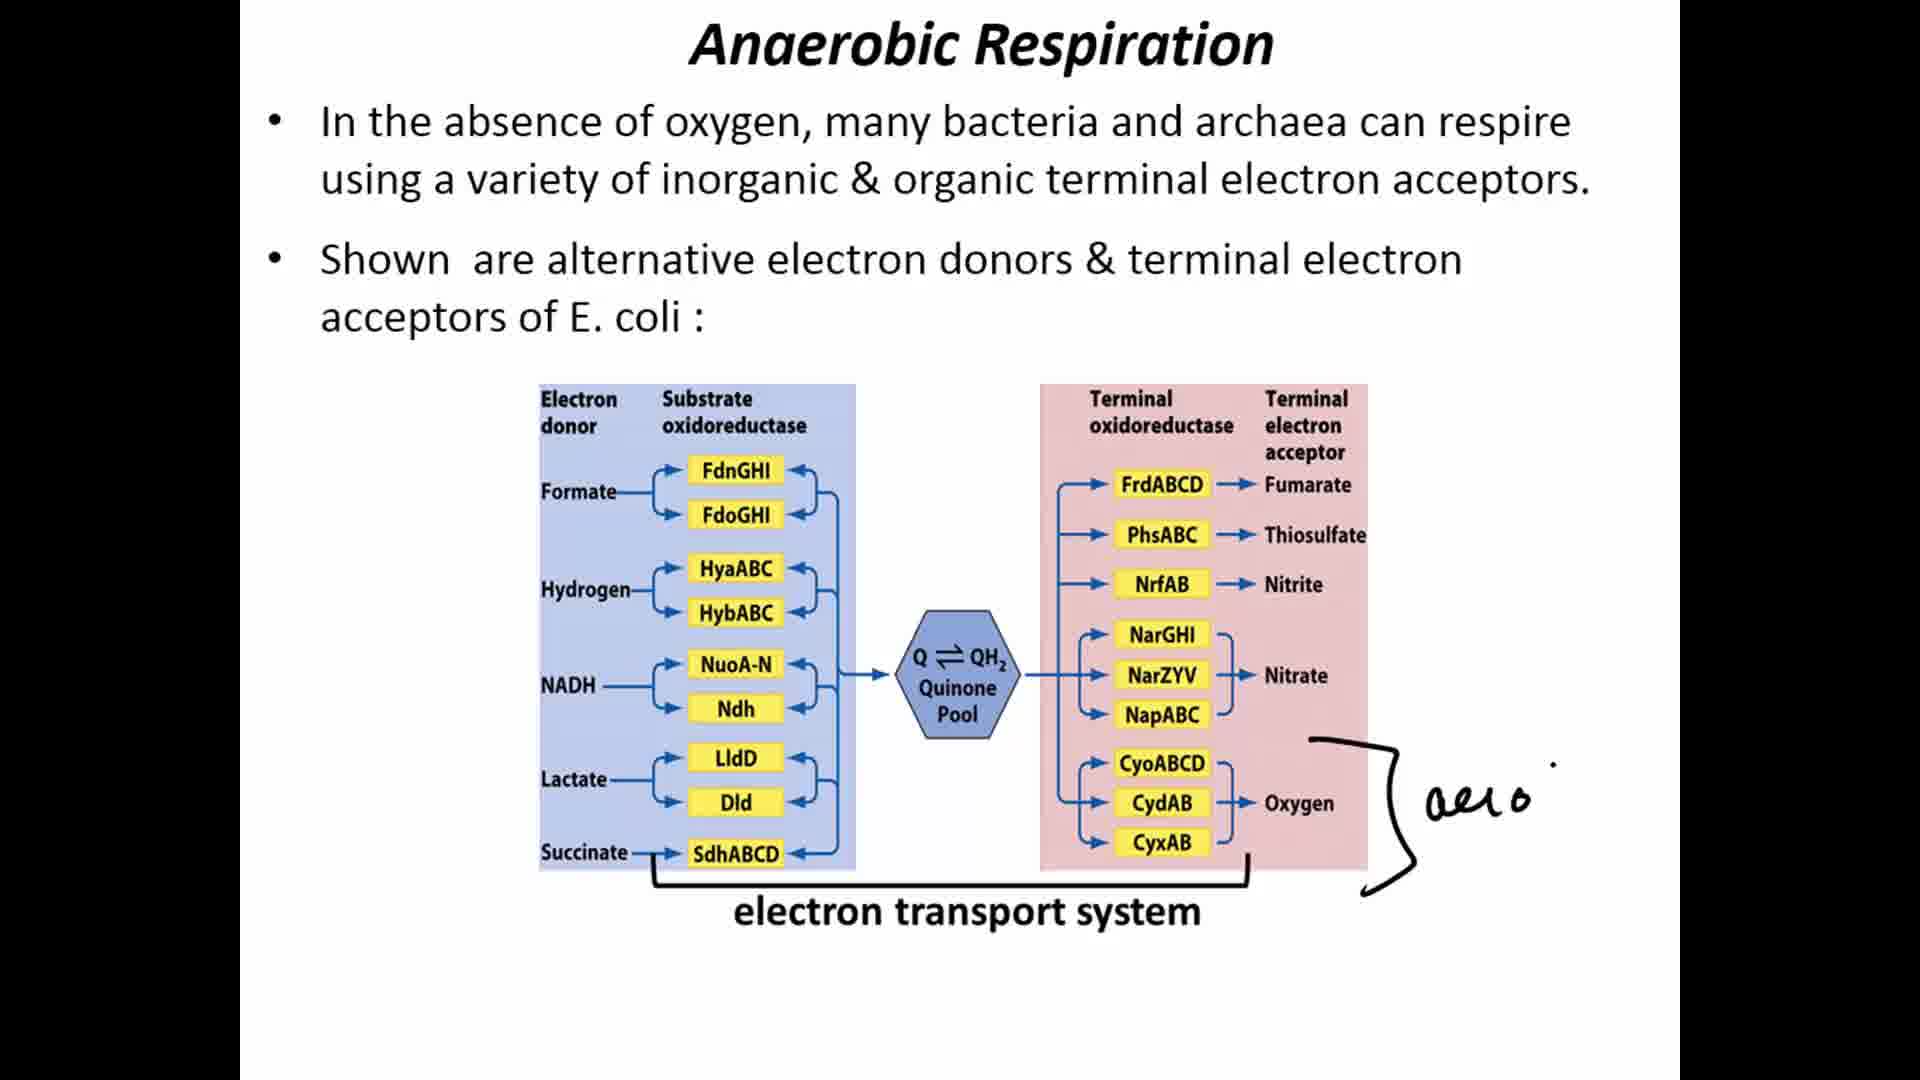 Anaerobic Respiration
• In the absence of oxygen, many bacteria and archaea can respire
using a variety of inorganic & organic terminal electron acceptors.
• Shown are alternative electron donors & terminal electron
acceptors of E. coli :
Electron
donor
Substrate
oxidoreductase
Formate
FdnGHI
FdoGHI
Hydrogen
HyaABC
HybABC
NADH
NuoA-N
Ndh
Lactate
LldD
Dld
Succinate
SdhABCD
Q ⇌ QH₂
Quinone
Pool
Terminal
oxidoreductase
Terminal
electron
acceptor
FrdABCD
Fumarate
PhsABC
Thiosulfate
NrfAB
Nitrite
NarGHI
NarZYV
NapABC
Nitrate
CyoABCD
CydAB
CyxAB
Oxygen
aero
electron transport system